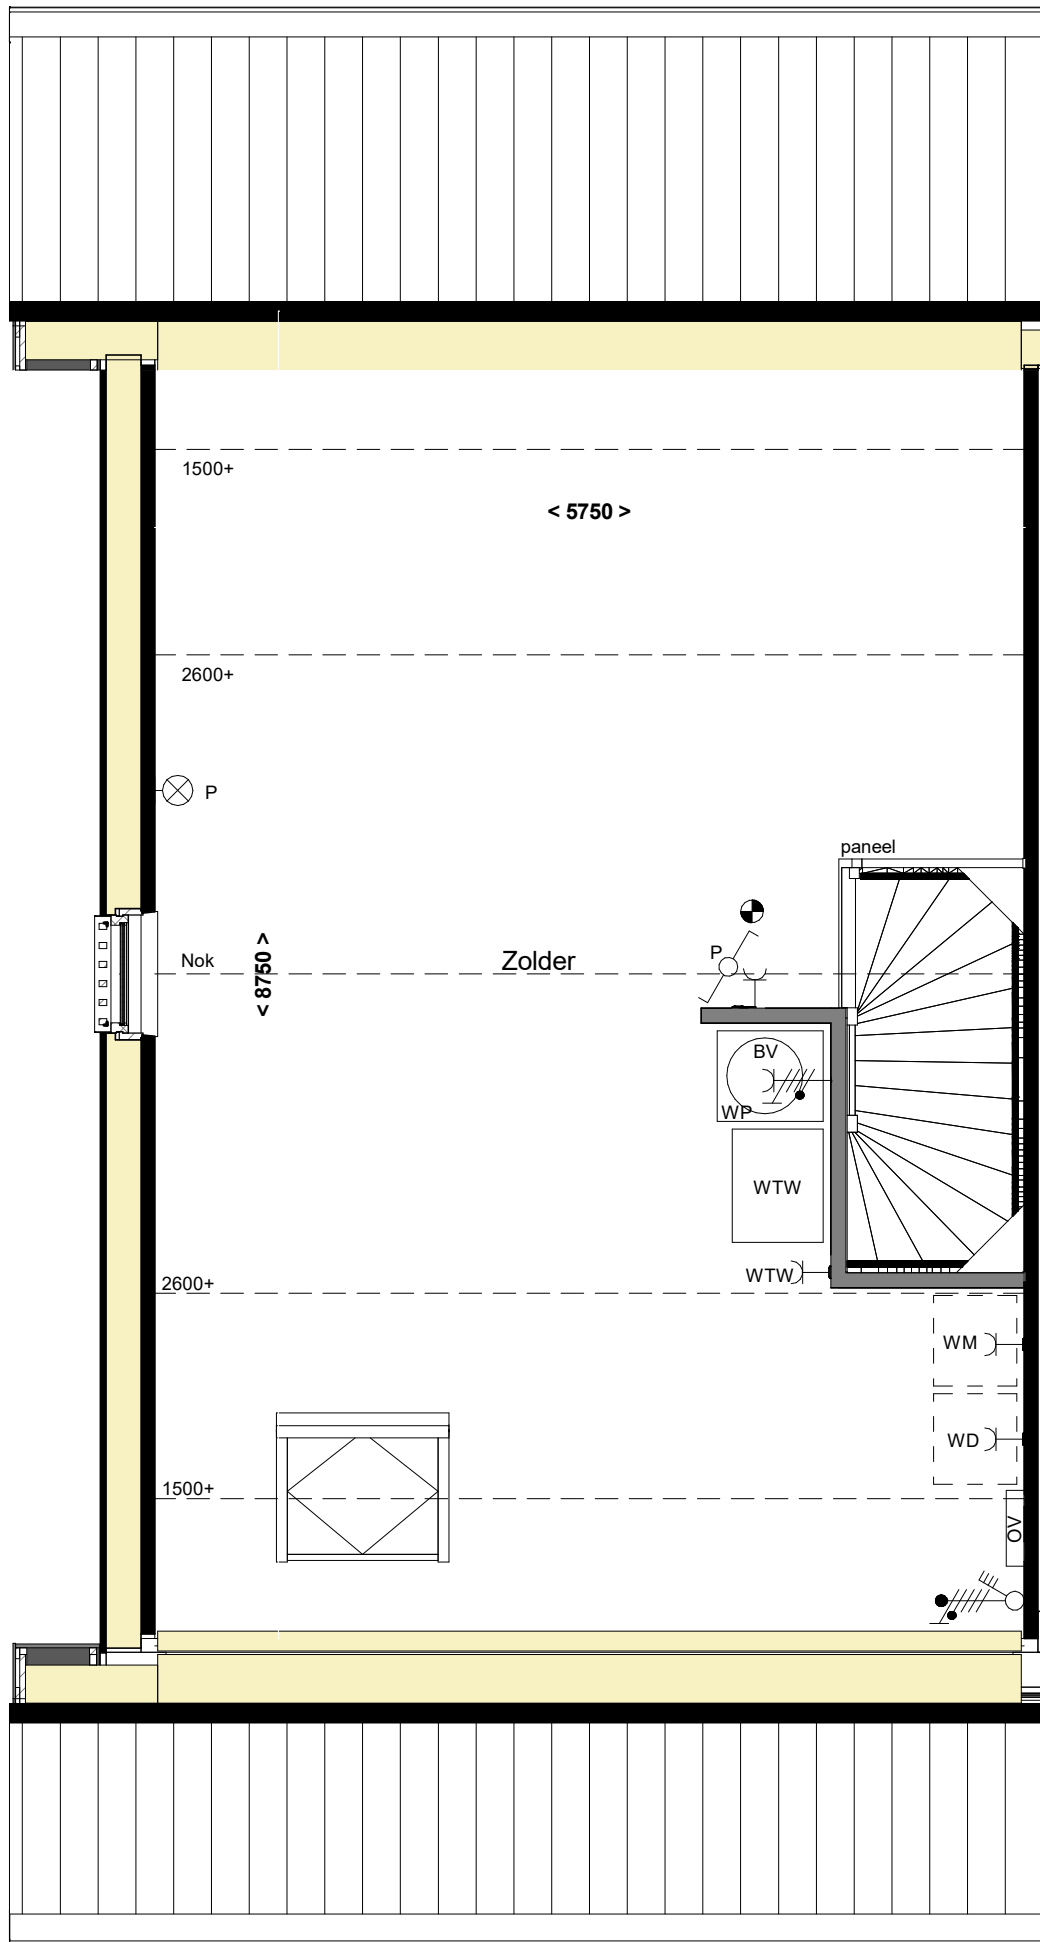 1500+
< 5750 >
2600+
P
paneel
Nok
< 8750 >
Zolder
P
BV
WP
WTW
WTW
2600+
WM
WD
1500+
OV